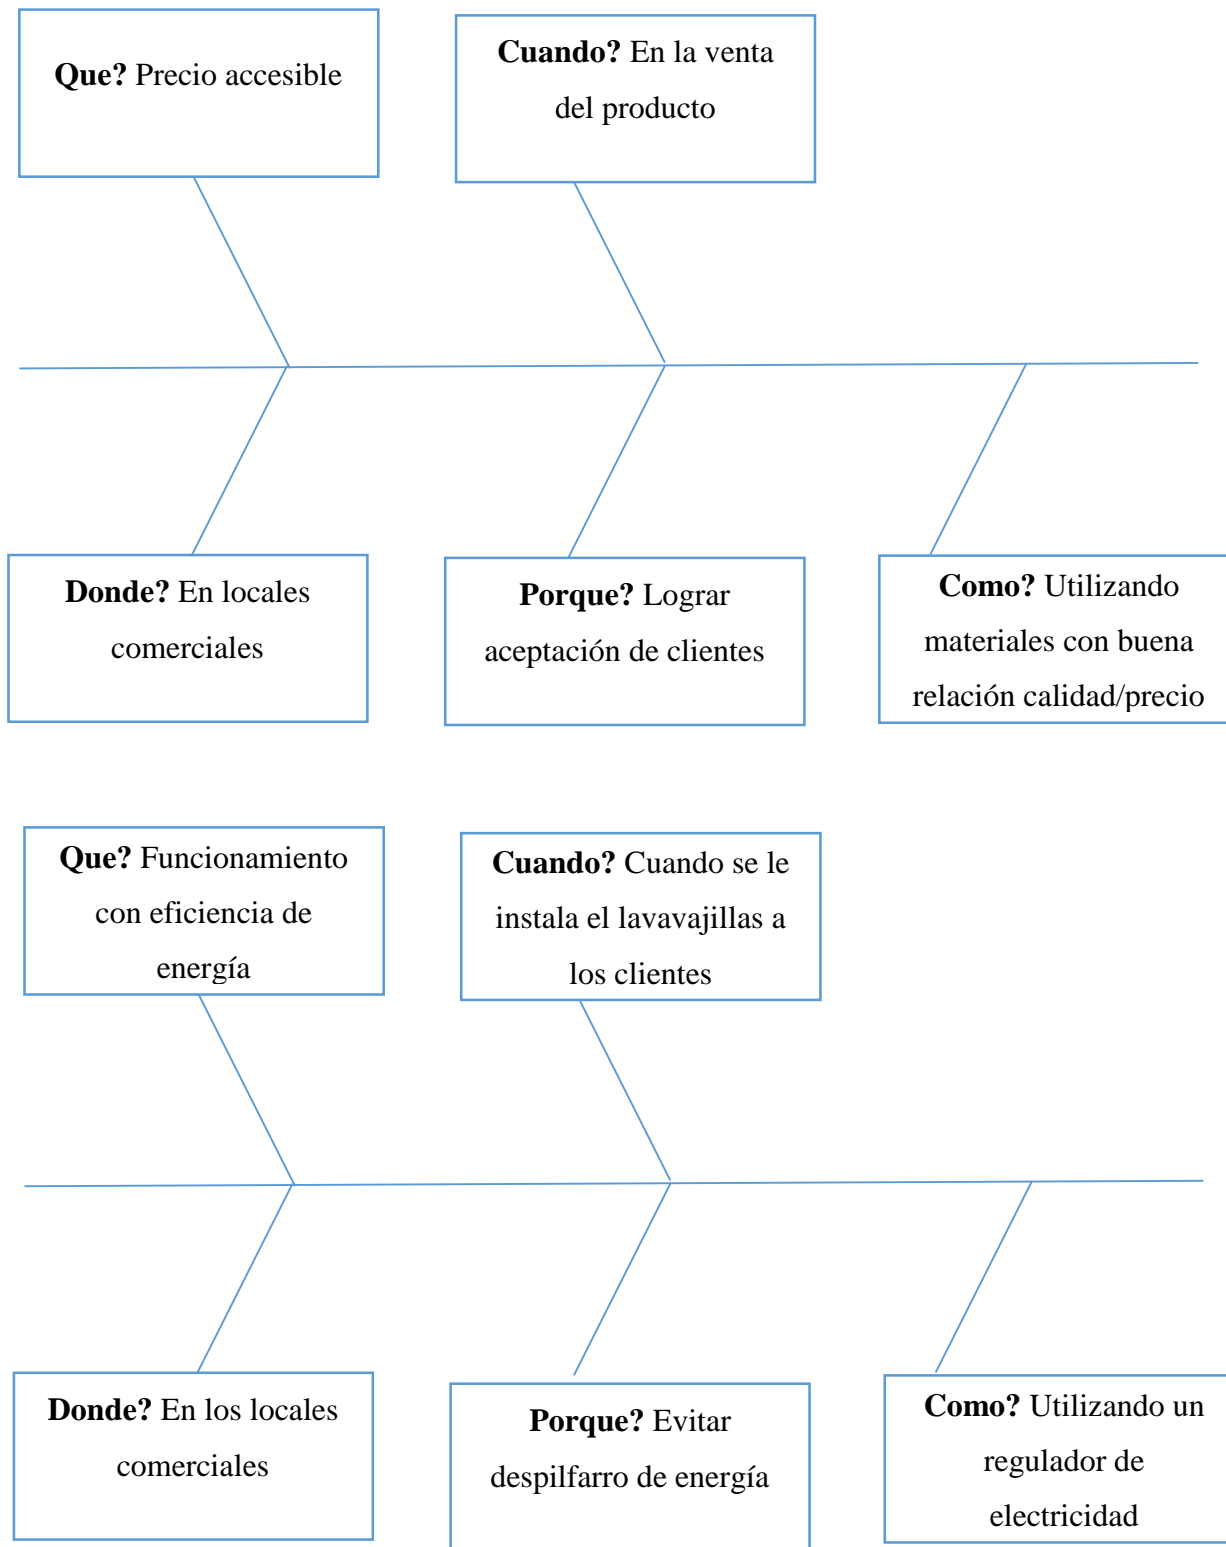 Que? Precio accesible
Cuando? En la venta
del producto
Donde? En locales
comerciales
Porque? Lograr
aceptación de clientes
Como? Utilizando
materiales con buena
relación calidad/precio
Que? Funcionamiento
con eficiencia de
energía
Cuando? Cuando se le
instala el lavavajillas a
los clientes
Donde? En los locales
comerciales
Porque? Evitar
despilfarro de energía
Como? Utilizando un
regulador de
electricidad